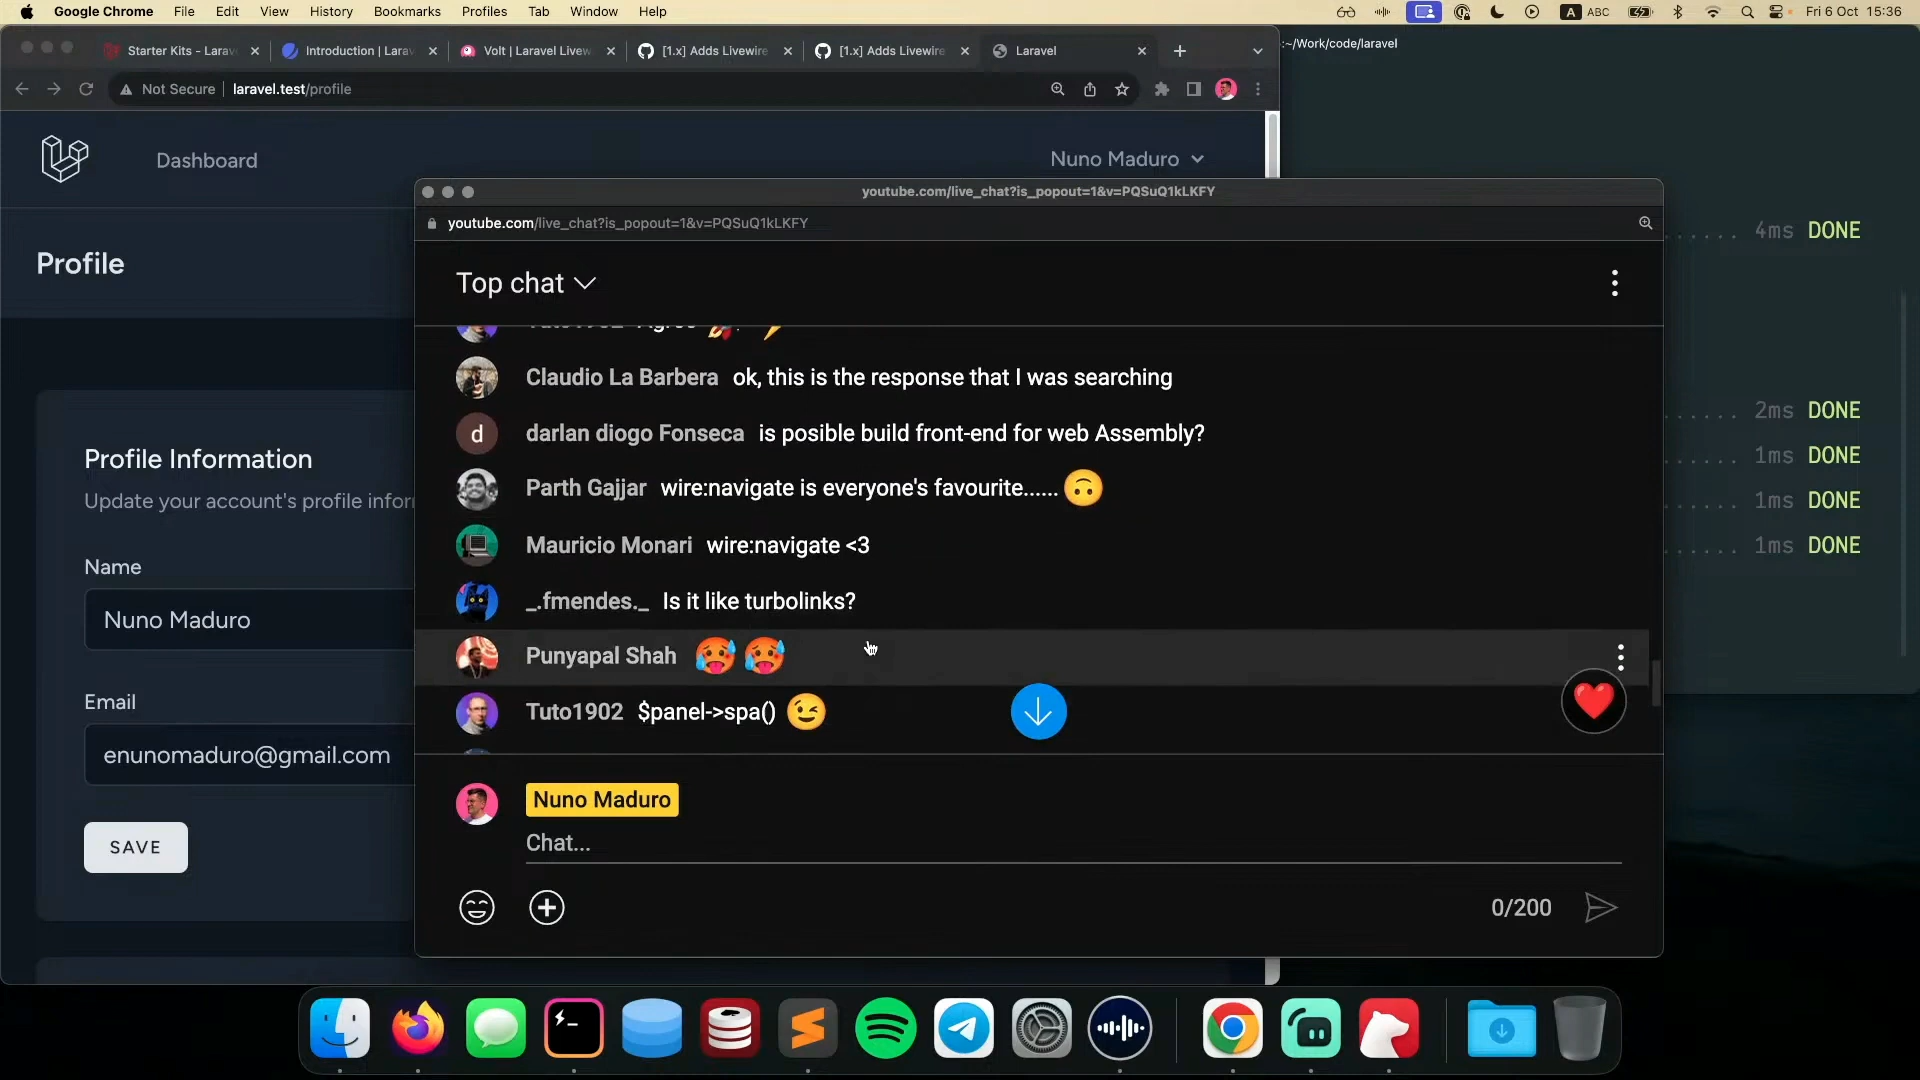 Google Chrome File Edit View History Bookmarks Profiles Tab Window Help
A ABC Fri 6 Oct 15:36
Starter Kits - Larav
Introduction | Larav
Volt | Laravel Livew
[1.x] Adds Livewire
[1.x] Adds Livewire
Laravel
:~/Work/code/laravel
Not Secure laravel.test/profile
Dashboard
Nuno Maduro
youtube.com/live_chat?is_popout=1&v=PQSuQ1kLKFY
youtube.com/live_chat?is_popout=1&v=PQSuQ1kLKFY
..... 4ms DONE
Profile
Top chat
Claudio La Barbera ok, this is the response that I was searching
..... 2ms DONE
d darlan diogo Fonseca is posible build front-end for web Assembly?
..... 1ms DONE
Profile Information
Update your account's profile infor
Parth Gajjar wire:navigate is everyone's favourite...... 🙃
..... 1ms DONE
Mauricio Monari wire:navigate <3
..... 1ms DONE
Name
_.fmendes._ Is it like turbolinks?
Nuno Maduro
Punyapal Shah 🥵🥵
Email
Tuto1902 $panel->spa() 😉
enunomaduro@gmail.com
Nuno Maduro
Chat...
SAVE
0/200